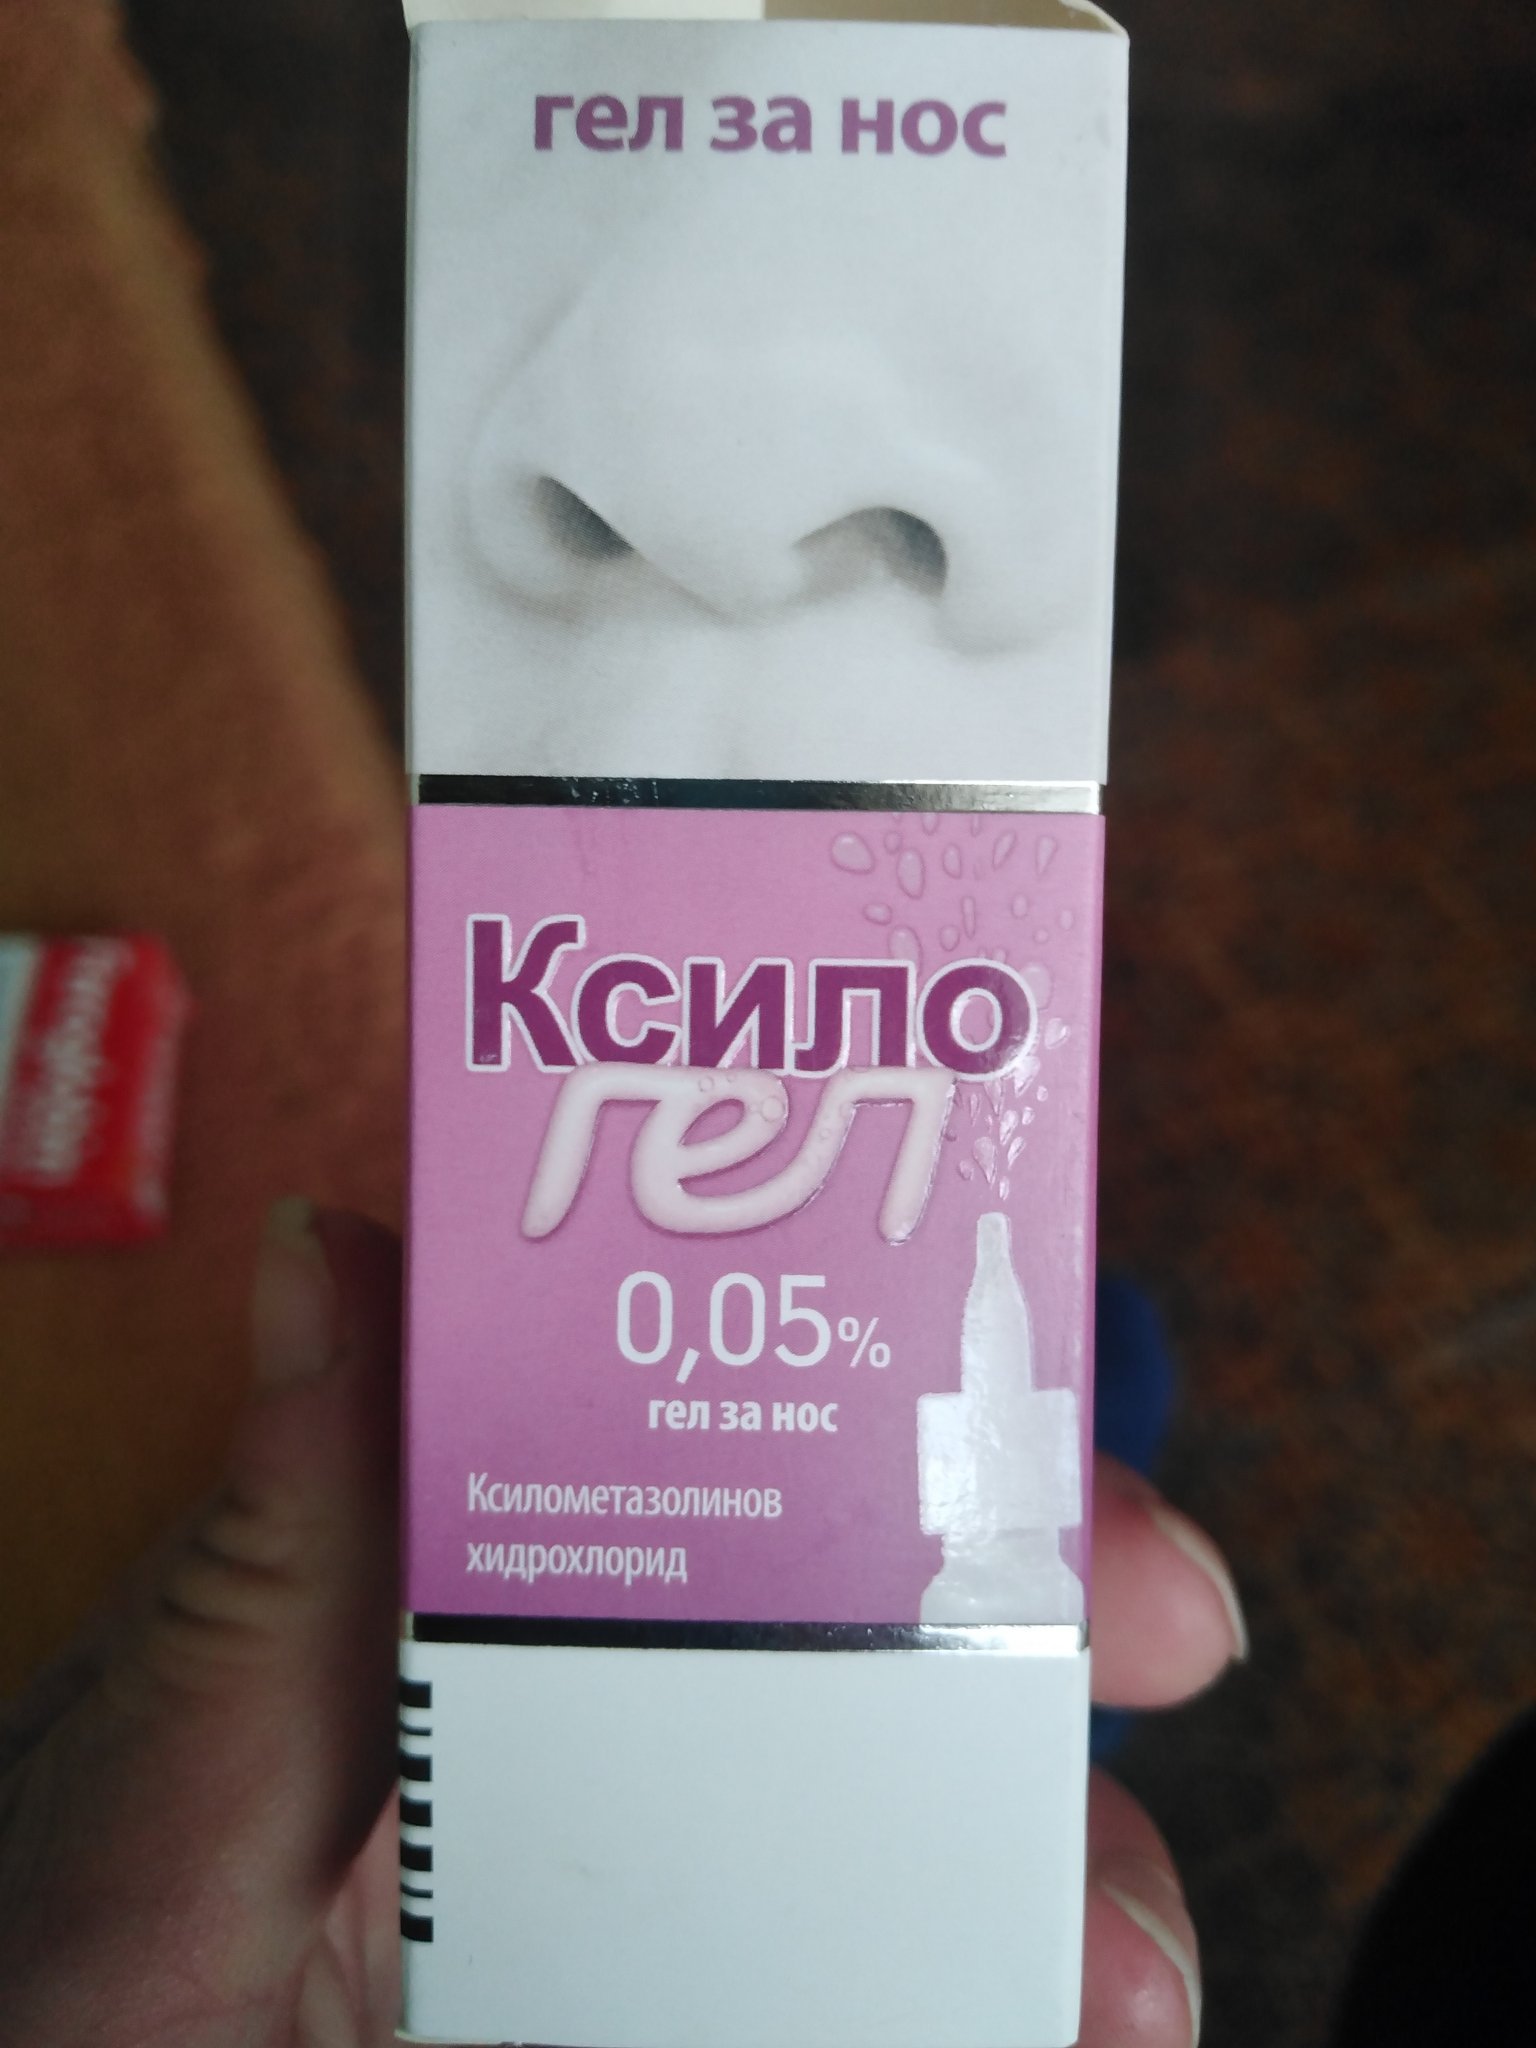 гел за нос
Ксило
гел
0,05%
гел за нос
Ксилометазолинов
хидрохлорид